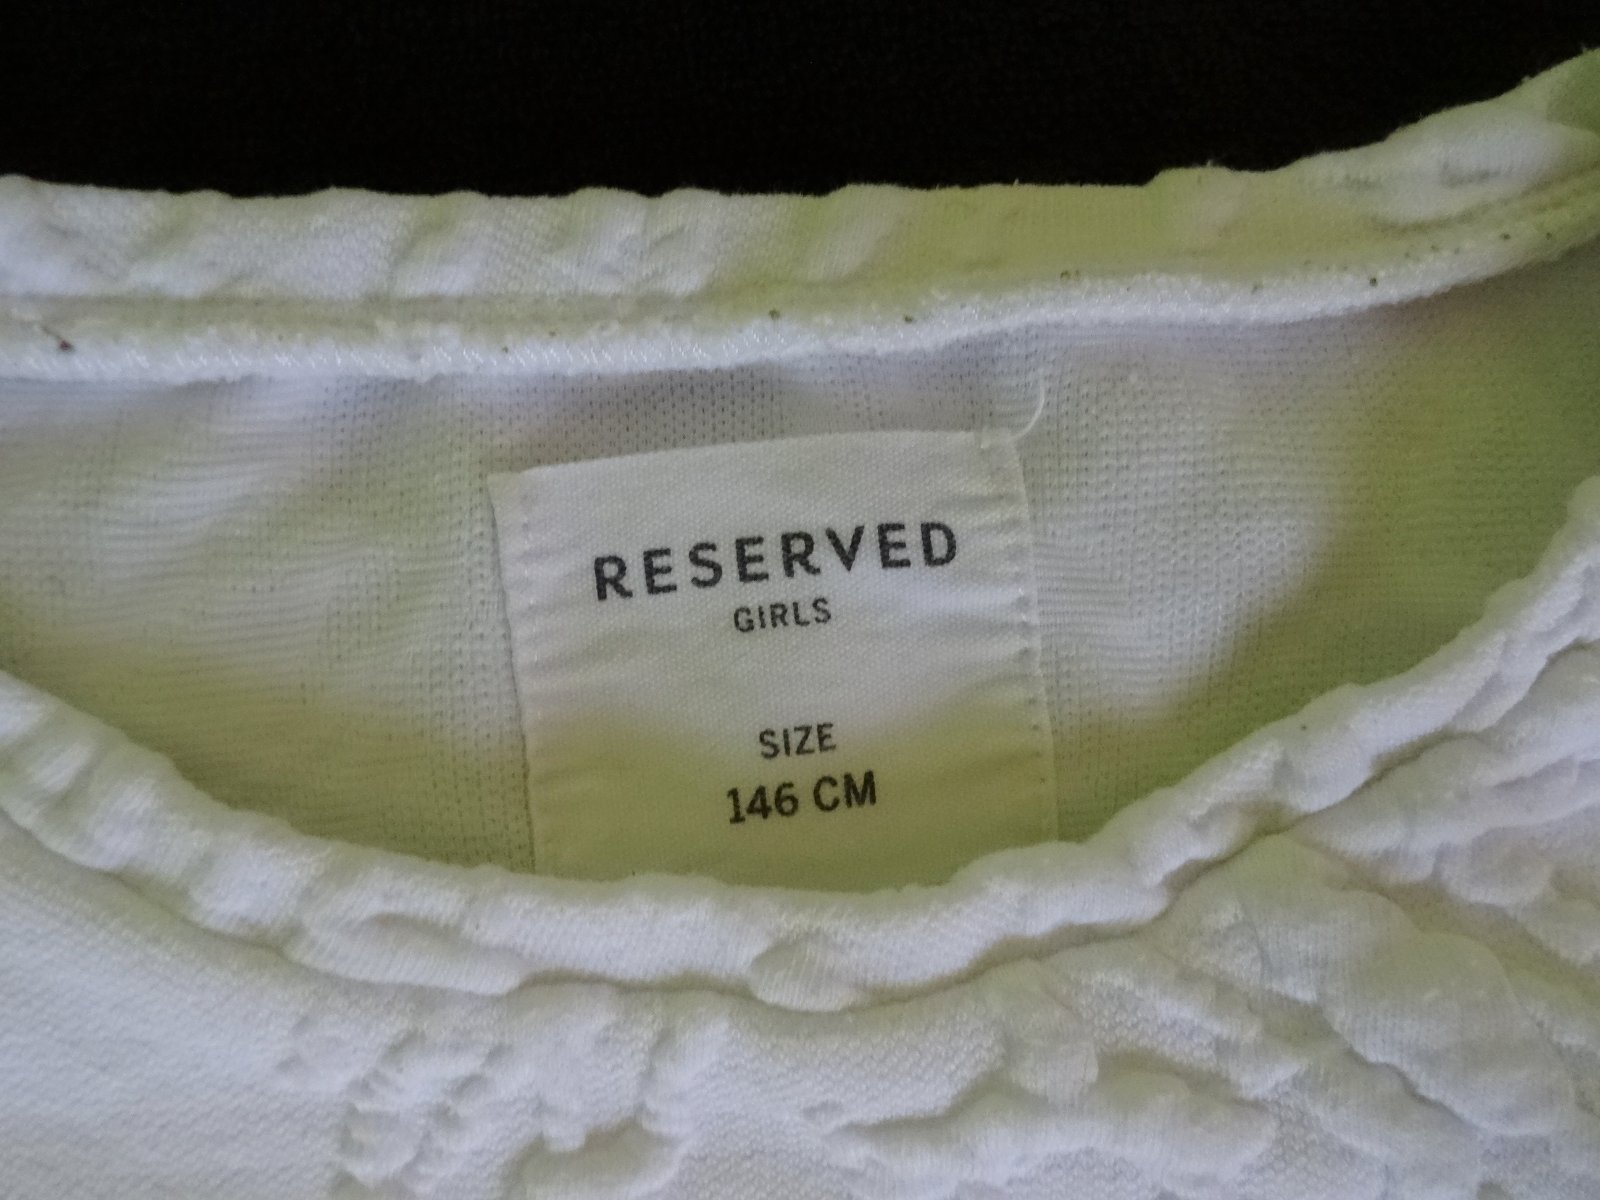 RESERVED
GIRLS
SIZE
146 CM